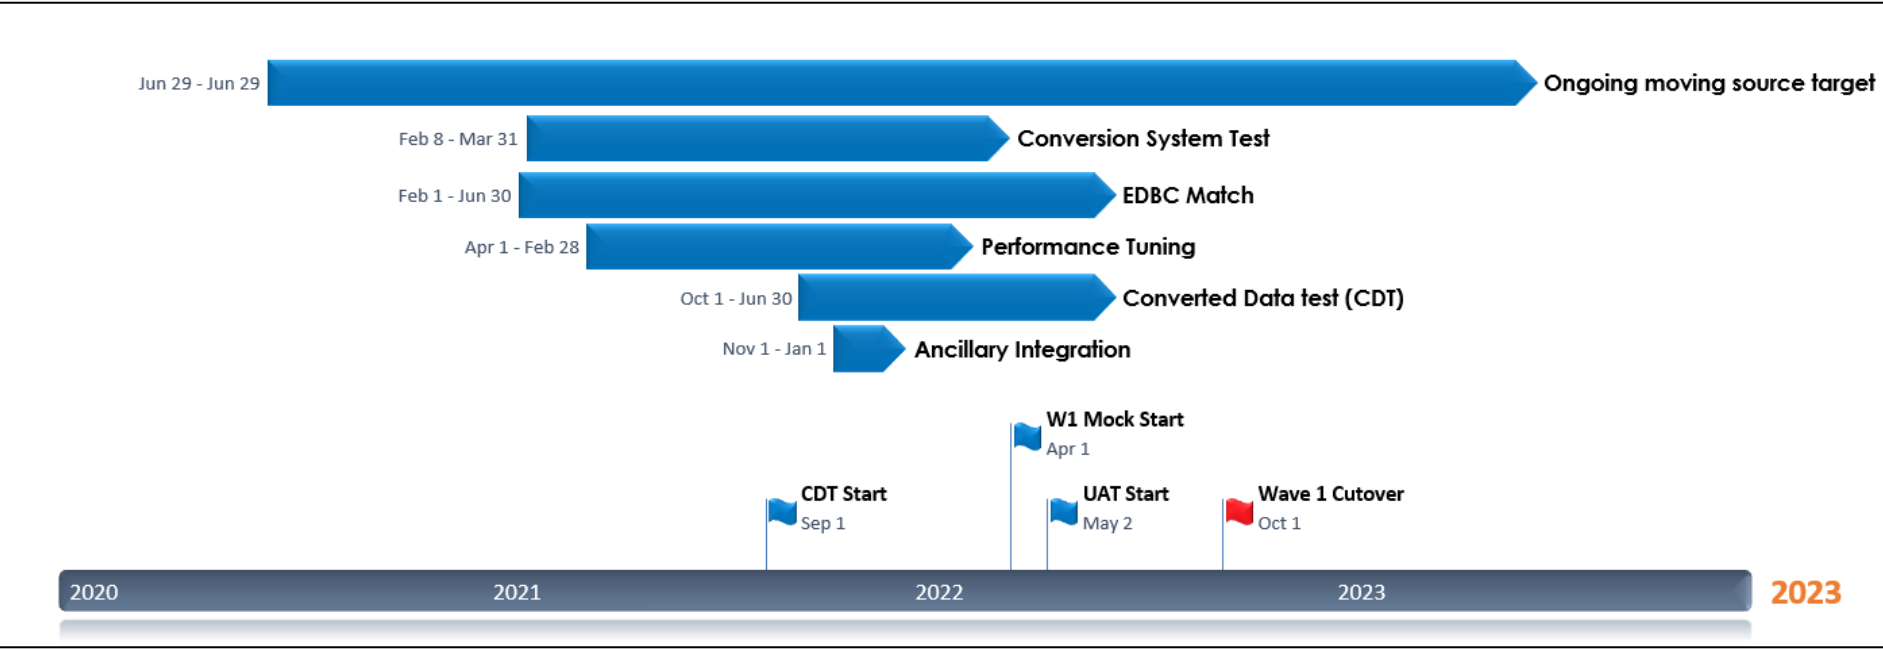 Jun 29 - Jun 29
Ongoing moving source target
Feb 8 - Mar 31
Conversion System Test
Feb 1 - Jun 30
EDBC Match
Apr 1 - Feb 28
Performance Tuning
Oct 1 - Jun 30
Converted Data test (CDT)
Nov 1 - Jan 1
Ancillary Integration
W1 Mock Start
Apr 1
CDT Start
Sep 1
UAT Start
May 2
Wave 1 Cutover
Oct 1
2020
2021
2022
2023
2023